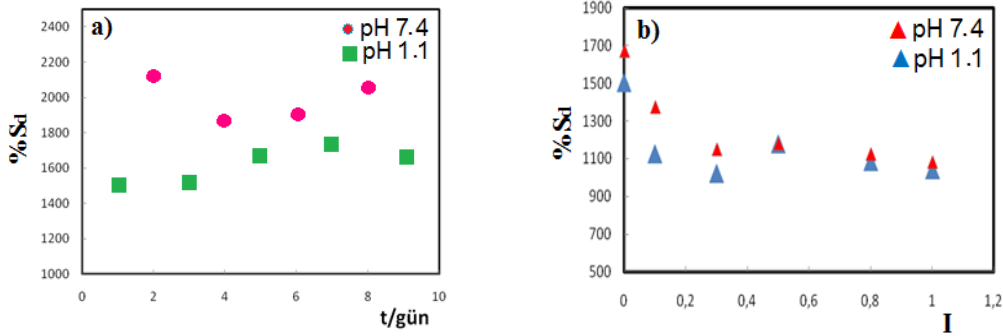 a)
pH 7.4
pH 1.1
%Sd
2400
2200
2000
1800
1600
1400
1200
1000
0 2 4 6 8 10
t/gün
b)
pH 7.4
pH 1.1
%Sd
1900
1700
1500
1300
1100
900
700
500
0 0,2 0,4 0,6 0,8 1 1,2
I